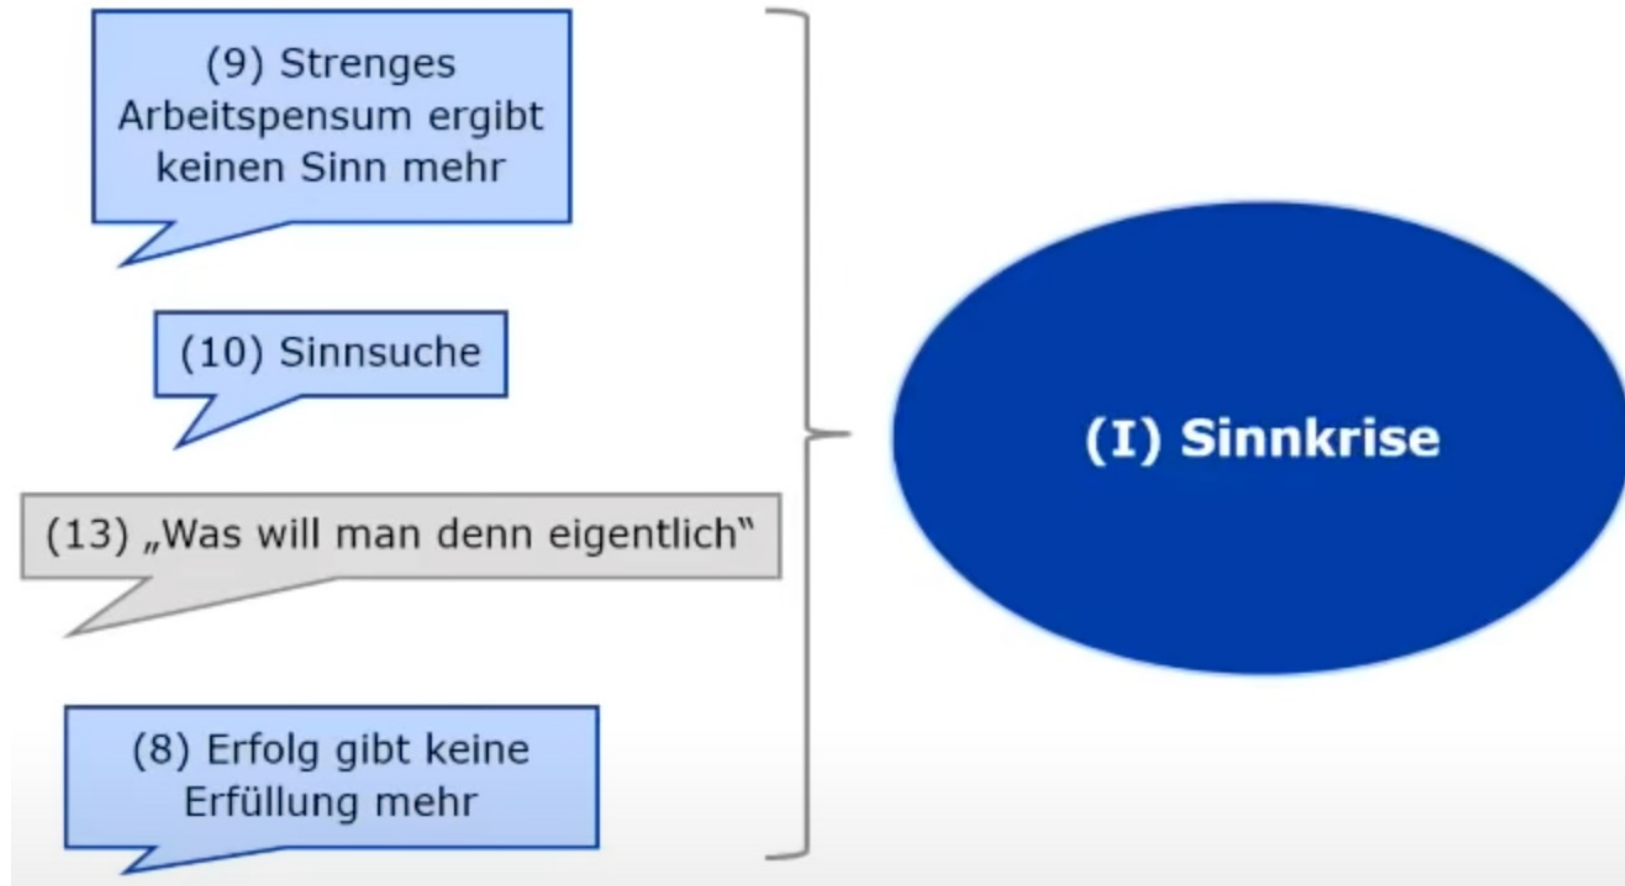 (9) Strenges
Arbeitspensum ergibt
keinen Sinn mehr
(10) Sinnsuche
(13) „Was will man denn eigentlich“
(8) Erfolg gibt keine
Erfüllung mehr
(I) Sinnkrise